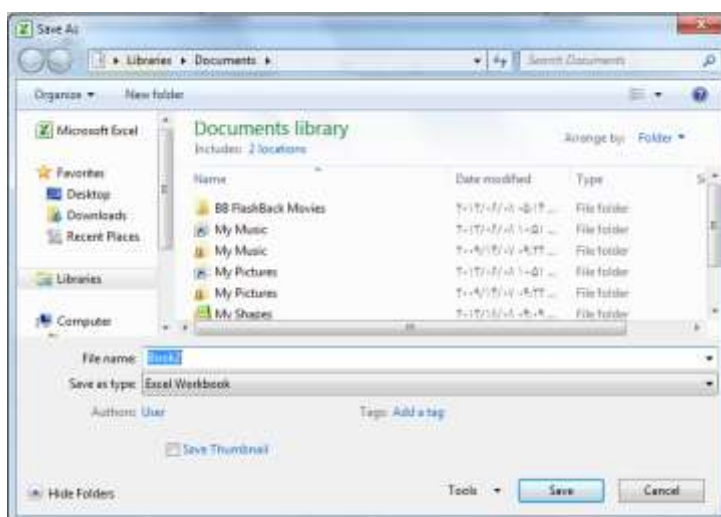 Save As
Libraries ▸ Documents ▸
Search Documents
Organize ▾ New folder
Microsoft Excel
Favorites
Desktop
Downloads
Recent Places
Libraries
Computer
Documents library
Includes: 2 locations
Arrange by: Folder ▾
Name Date modified Type S
BB FlashBack Movies File folder
My Music File folder
My Music File folder
My Pictures File folder
My Pictures File folder
My Shapes File folder
File name: Book2
Save as type: Excel Workbook
Authors: User
Tags: Add a tag
Save Thumbnail
Hide Folders
Tools ▾ Save Cancel